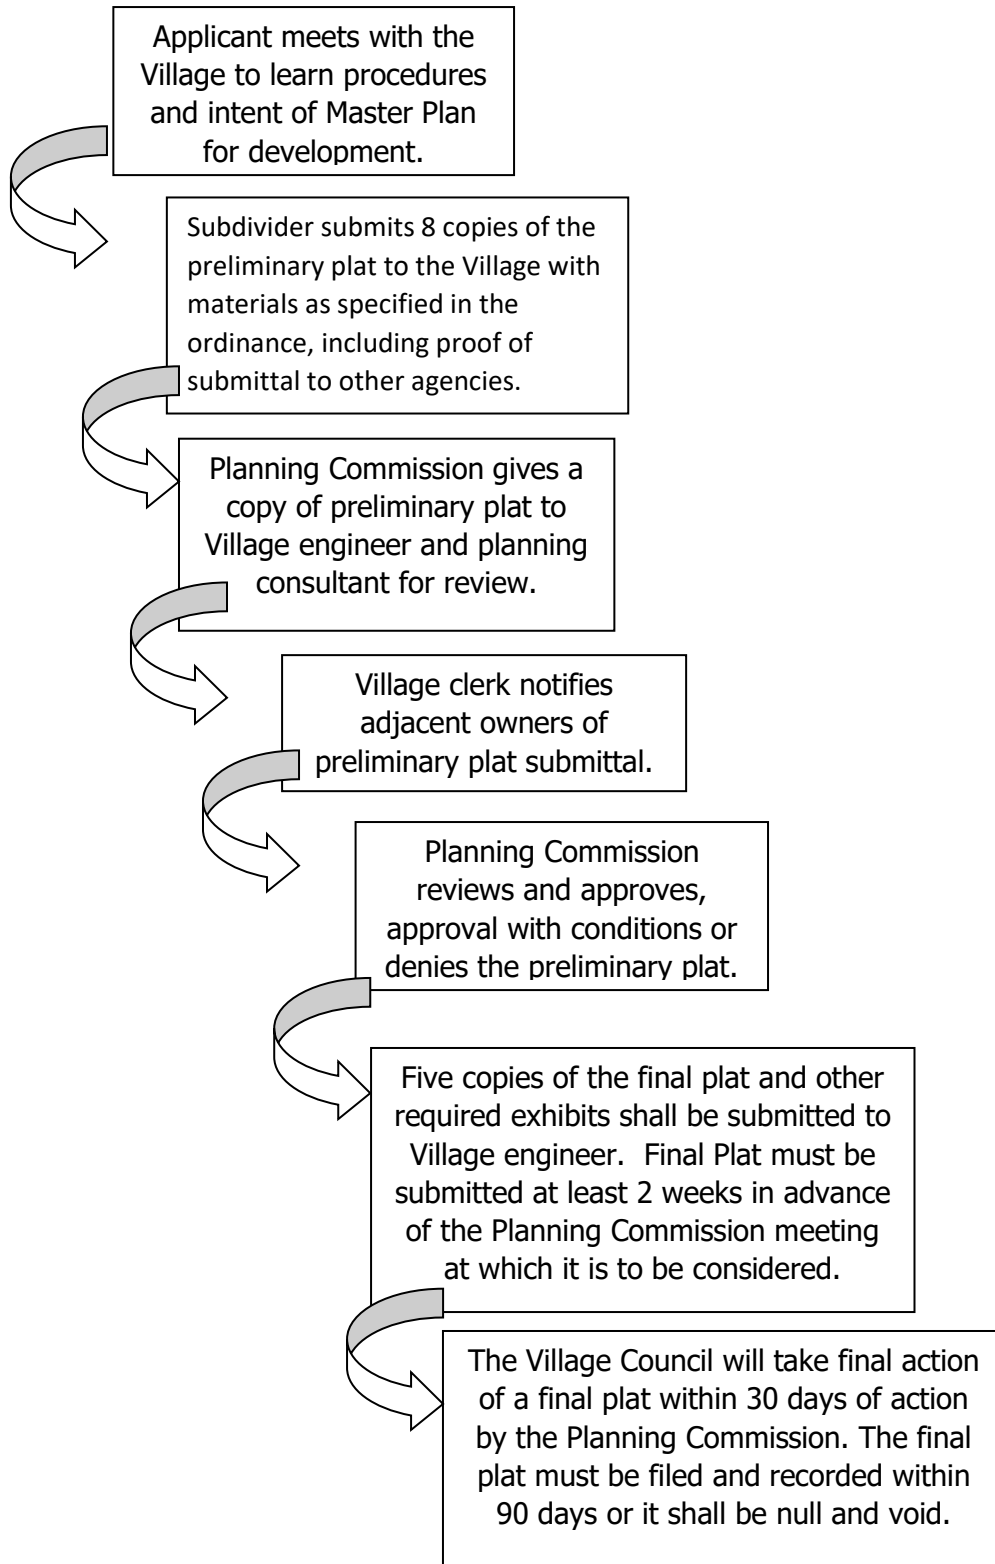 Applicant meets with the
Village to learn procedures
and intent of Master Plan
for development.
Subdivider submits 8 copies of the
preliminary plat to the Village with
materials as specified in the
ordinance, including proof of
submittal to other agencies.
Planning Commission gives a
copy of preliminary plat to
Village engineer and planning
consultant for review.
Village clerk notifies
adjacent owners of
preliminary plat submittal.
Planning Commission
reviews and approves,
approval with conditions or
denies the preliminary plat.
Five copies of the final plat and other
required exhibits shall be submitted to
Village engineer.  Final Plat must be
submitted at least 2 weeks in advance
of the Planning Commission meeting
at which it is to be considered.
The Village Council will take final action
of a final plat within 30 days of action
by the Planning Commission. The final
plat must be filed and recorded within
90 days or it shall be null and void.